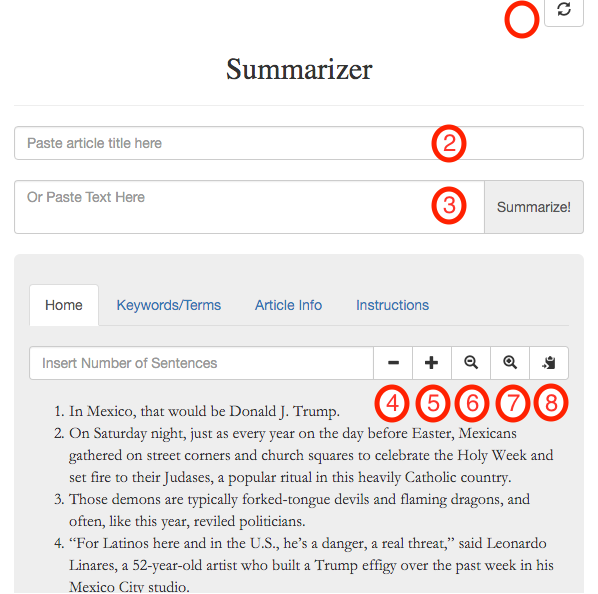 Summarizer
Paste article title here 2
Or Paste Text Here 3 Summarize!
Home Keywords/Terms Article Info Instructions
Insert Number of Sentences
4 5 6 7 8
1. In Mexico, that would be Donald J. Trump.
2. On Saturday night, just as every year on the day before Easter, Mexicans
gathered on street corners and church squares to celebrate the Holy Week and
set fire to their Judases, a popular ritual in this heavily Catholic country.
3. Those demons are typically forked-tongue devils and flaming dragons, and
often, like this year, reviled politicians.
4. “For Latinos here and in the U.S., he’s a danger, a real threat,” said Leonardo
Linares, a 52-year-old artist who built a Trump effigy over the past week in his
Mexico City studio.